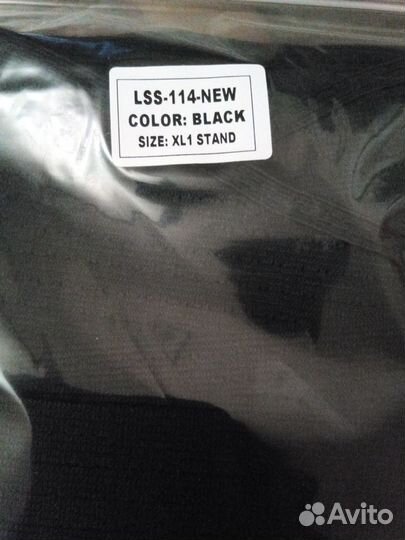 LSS-114-NEW
COLOR: BLACK
SIZE: XL1 STAND
Avito